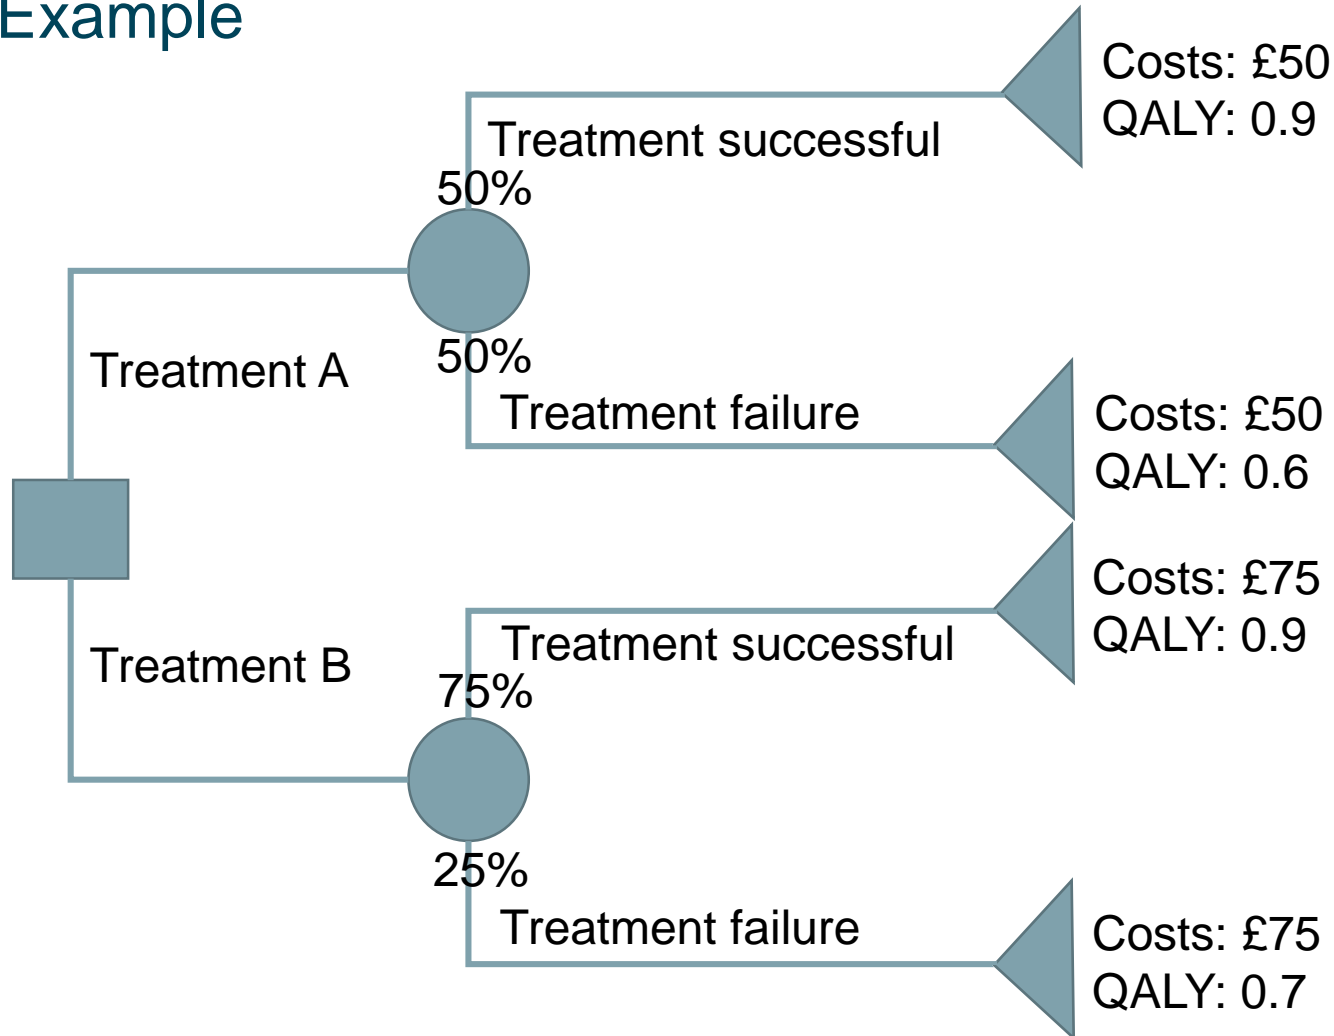 Example
Costs: £50
QALY: 0.9
Treatment successful
50%
50%
Treatment A
Treatment failure
Costs: £50
QALY: 0.6
Costs: £75
QALY: 0.9
Treatment successful
Treatment B
75%
25%
Treatment failure
Costs: £75
QALY: 0.7